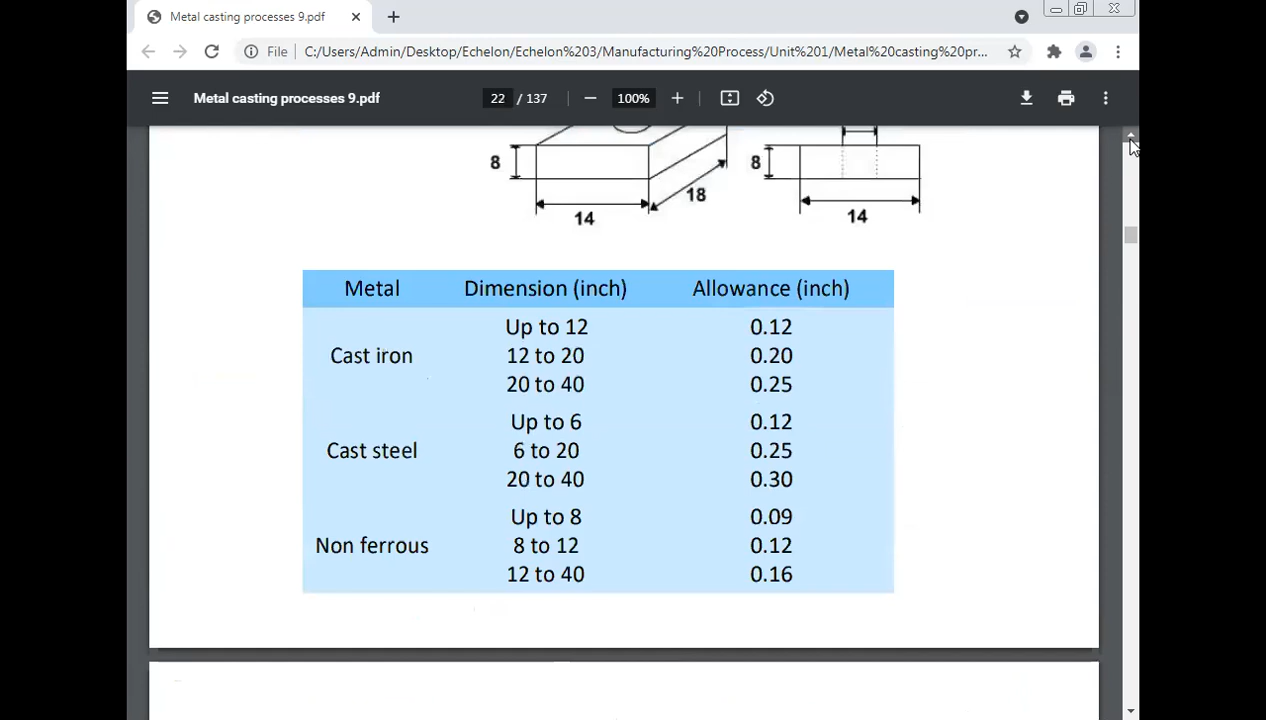 Metal casting processes 9.pdf
File C:/Users/Admin/Desktop/Echelon/Echelon%203/Manufacturing%20Process/Unit%201/Metal%20casting%20pr...
Metal casting processes 9.pdf 22 / 137 100%
8 18 14 8 14
Metal Dimension (inch) Allowance (inch)
Cast iron
Up to 12 0.12
12 to 20 0.20
20 to 40 0.25
Cast steel
Up to 6 0.12
6 to 20 0.25
20 to 40 0.30
Non ferrous
Up to 8 0.09
8 to 12 0.12
12 to 40 0.16